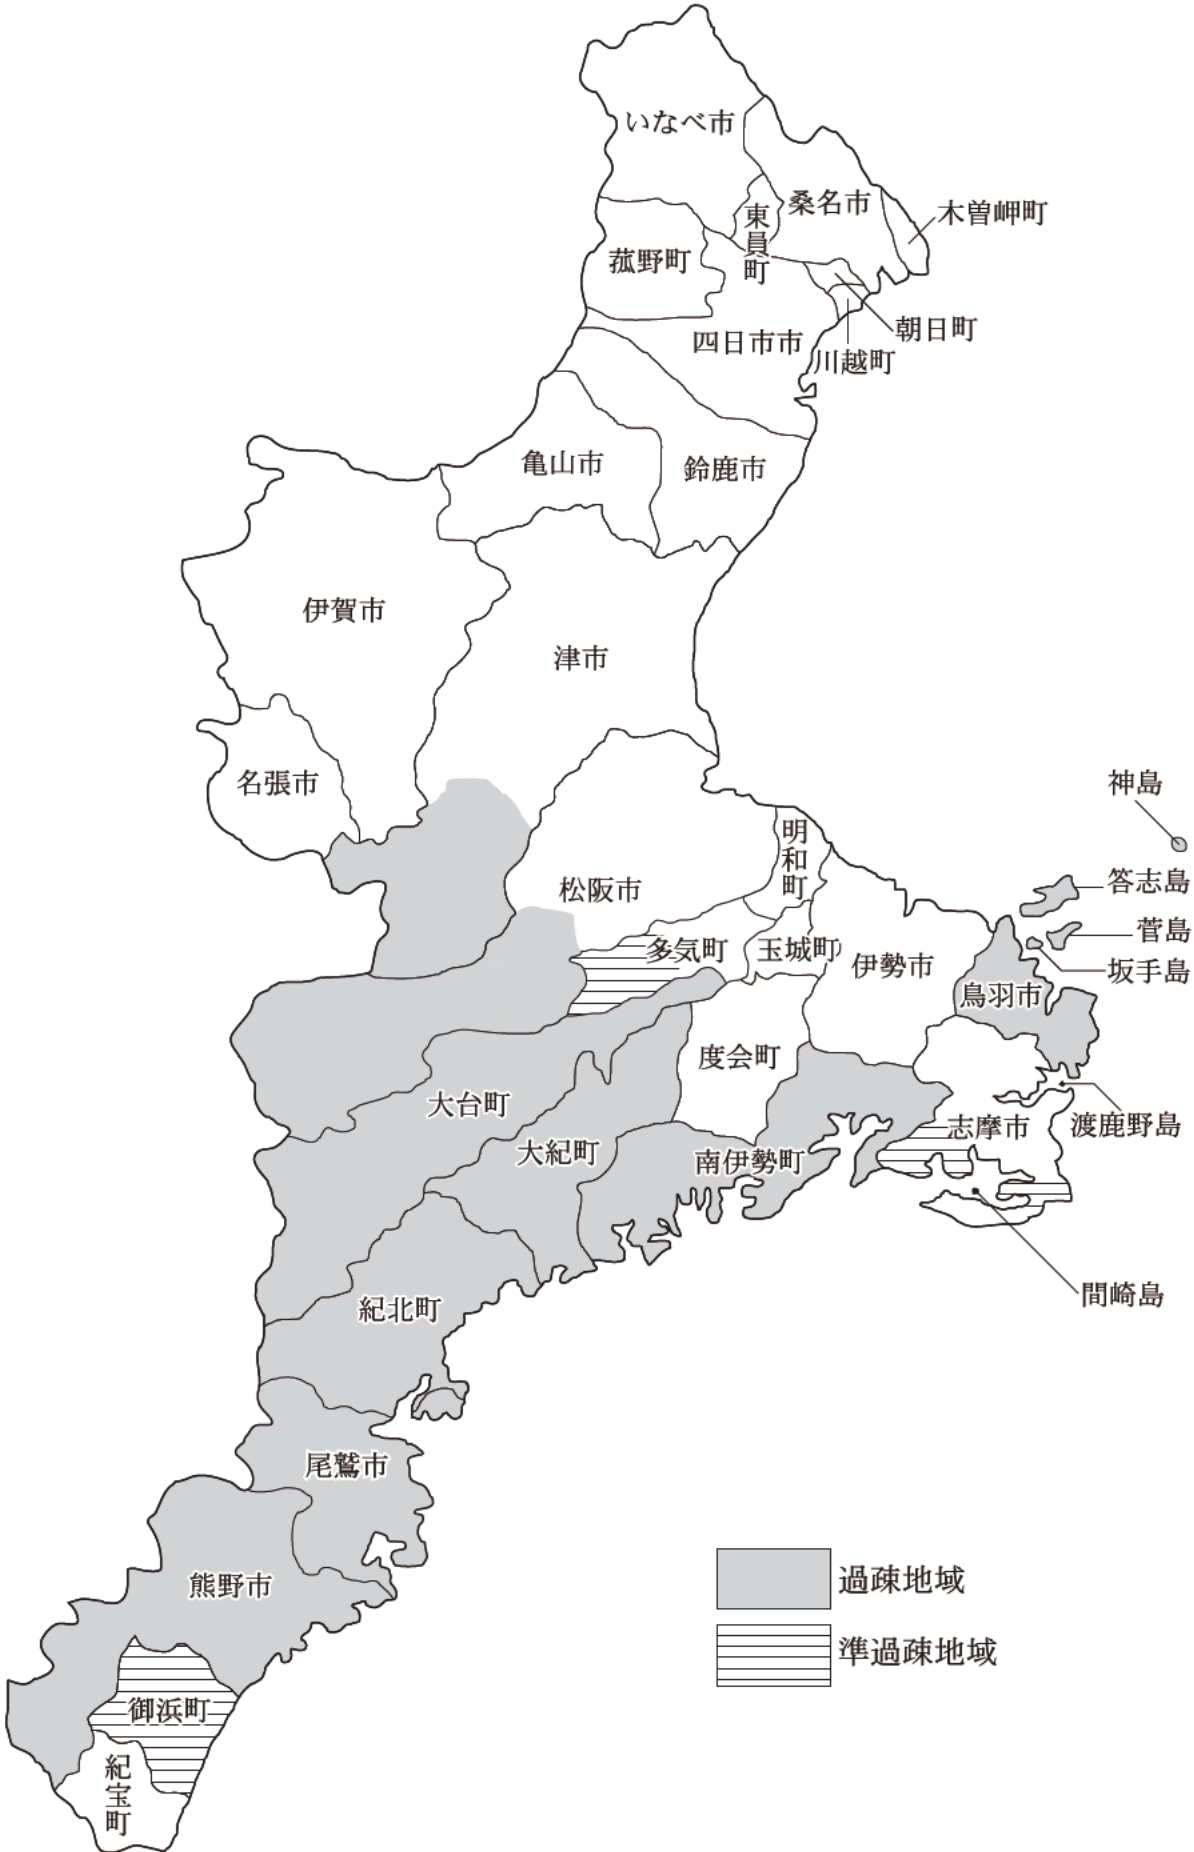 いなべ市
桑名市
木曽岬町
東員町
菰野町
朝日町
四日市市
川越町
亀山市
鈴鹿市
伊賀市
津市
名張市
神島
明和町
答志島
松阪市
菅島
多気町
玉城町
伊勢市
坂手島
鳥羽市
度会町
大台町
志摩市
渡鹿野島
大紀町
南伊勢町
間崎島
紀北町
尾鷲市
熊野市
過疎地域
準過疎地域
御浜町
紀宝町